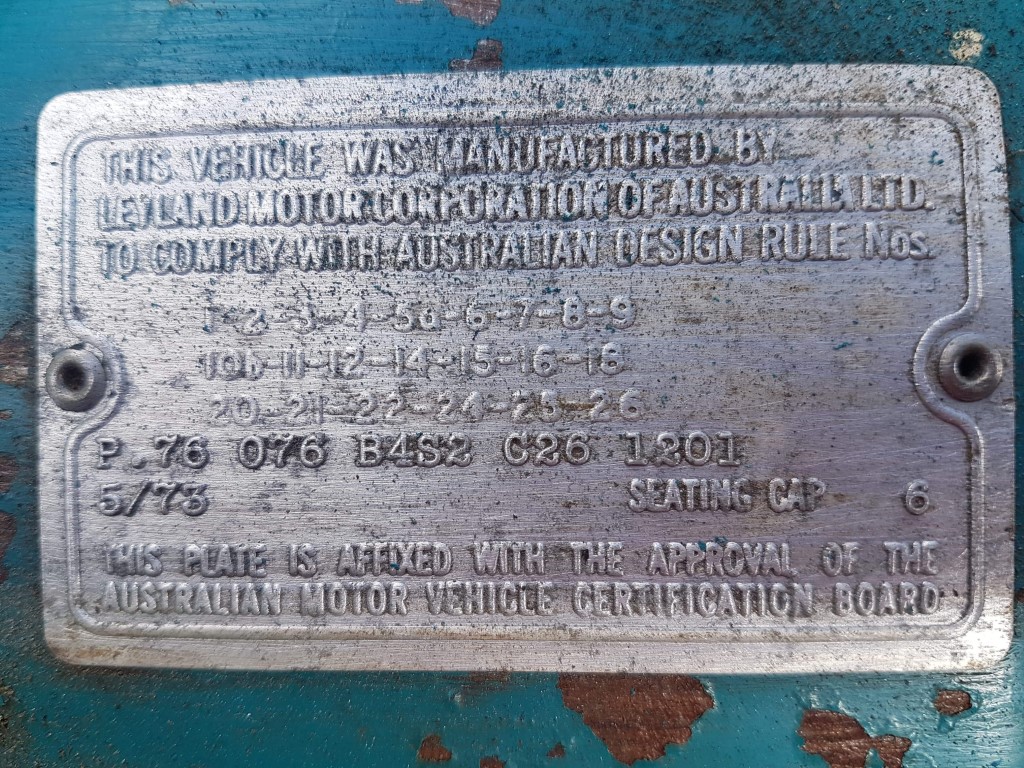 THIS VEHICLE WAS MANUFACTURED BY
LEYLAND MOTOR CORPORATION OF AUSTRALIA LTD.
TO COMPLY WITH AUSTRALIAN DESIGN RULE Nos.
1-2-3-4-5a-6-7-8-9
10b-11-12-14-15-16-18
20-21-22-24-25-26
P.76 076 B4S2 C26 1201
5/73 SEATING CAP 6
THIS PLATE IS AFFIXED WITH THE APPROVAL OF THE
AUSTRALIAN MOTOR VEHICLE CERTIFICATION BOARD